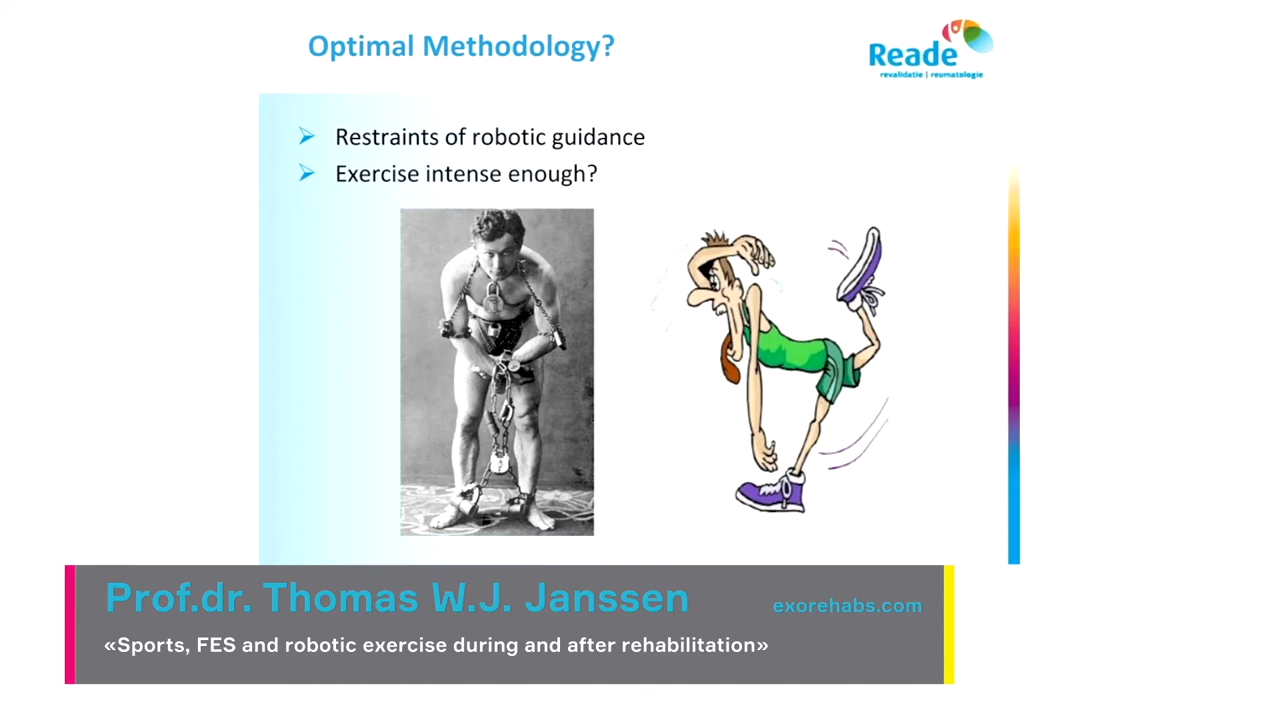 Optimal Methodology?
Reade
revalidatie | reumatologie
Restraints of robotic guidance
Exercise intense enough?
Prof.dr. Thomas W.J. Janssen
exorehabs.com
«Sports, FES and robotic exercise during and after rehabilitation»